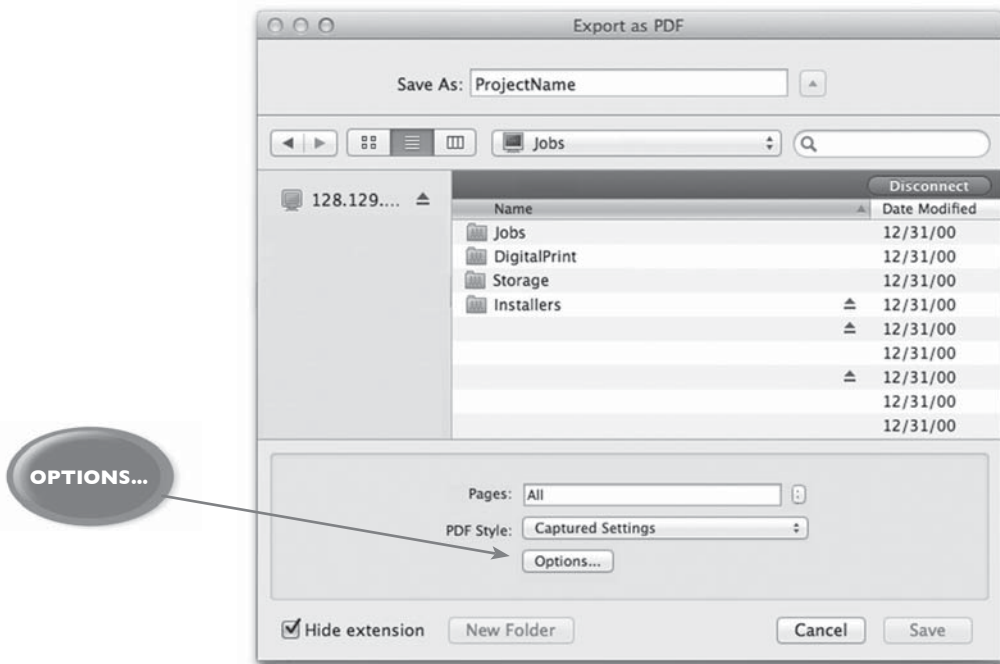 Export as PDF
Save As: ProjectName
Jobs
128.129....
Disconnect
Name Date Modified
Jobs 12/31/00
DigitalPrint 12/31/00
Storage 12/31/00
Installers 12/31/00
12/31/00
12/31/00
12/31/00
12/31/00
12/31/00
OPTIONS...
Pages: All
PDF Style: Captured Settings
Options...
Hide extension New Folder Cancel Save